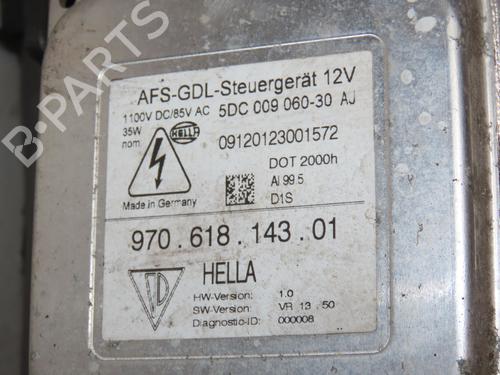 AFS-GDL-Steuergerät 12V
1100V DC/85V AC 5DC 009 060-30 AJ
35W
nom.
HELLA
09120123001572
DOT 2000h
Al 99.5
D1S
Made in Germany
970.618.143.01
HELLA
HW-Version: 1.0
SW-Version: VR 13.50
Diagnostic-ID: 000008